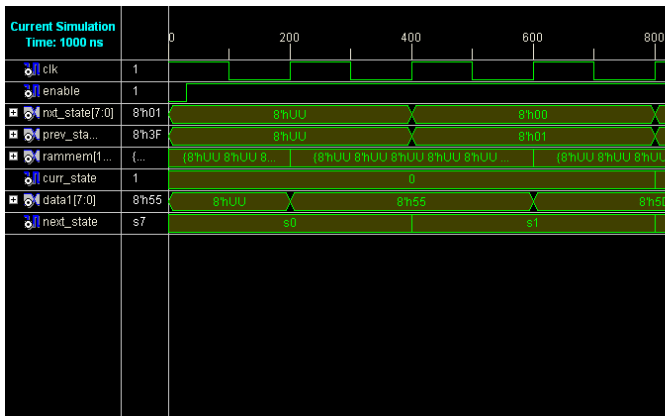 Current Simulation
Time: 1000 ns
0 200 400 600 800
clk 1
enable 1
nxt_state[7:0] 8'h01 8'hUU 8'h00
prev_sta... 8'h3F 8'hUU 8'h01
rammem[1... {... {8'hUU 8'hUU 8... {8'hUU 8'hUU 8'hUU 8'hUU 8'hUU ... {8'hUU 8'hUU 8'hUU
curr_state 1 0
data1[7:0] 8'h55 8'hUU 8'h55 8'h5D
next_state s7 s0 s1